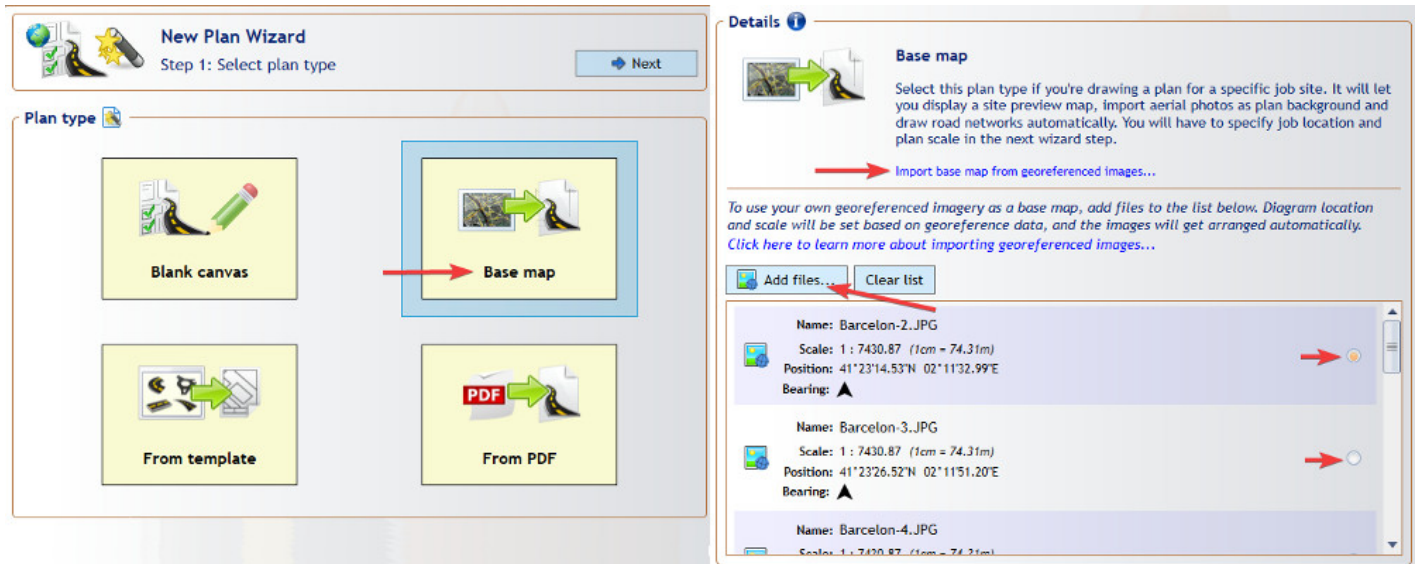 New Plan Wizard
Step 1: Select plan type
Next
Plan type
Blank canvas
Base map
From template
PDF
From PDF
Details
Base map
Select this plan type if you're drawing a plan for a specific job site. It will let
you display a site preview map, import aerial photos as plan background and
draw road networks automatically. You will have to specify job location and
plan scale in the next wizard step.
Import base map from georeferenced images...
To use your own georeferenced imagery as a base map, add files to the list below. Diagram location
and scale will be set based on georeference data, and the images will get arranged automatically.
Click here to learn more about importing georeferenced images...
Add files...
Clear list
Name: Barcelon-2.JPG
Scale: 1 : 7430.87 (1cm = 74.31m)
Position: 41°23'14.53"N 02°11'32.99"E
Bearing:
Name: Barcelon-3.JPG
Scale: 1 : 7430.87 (1cm = 74.31m)
Position: 41°23'26.52"N 02°11'51.20"E
Bearing:
Name: Barcelon-4.JPG